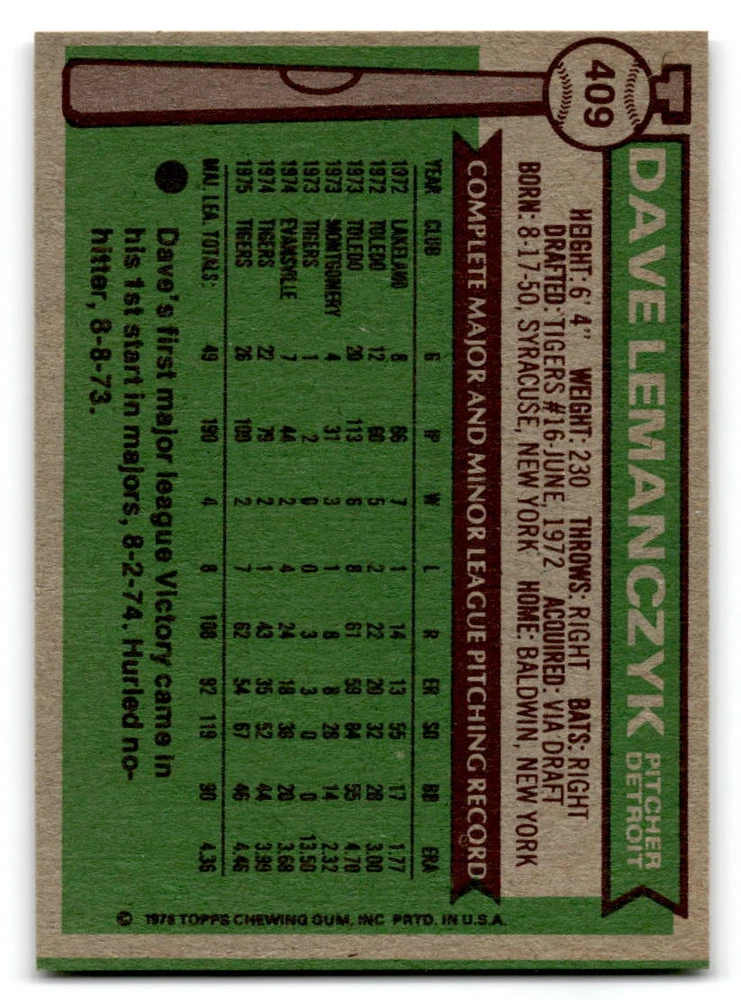 409
DAVE LEMANCZYK PITCHER
DETROIT
HEIGHT: 6' 4" WEIGHT: 230 THROWS: RIGHT BATS: RIGHT
DRAFTED: TIGERS #16-JUNE, 1972 ACQUIRED: VIA DRAFT
BORN: 8-17-50, SYRACUSE, NEW YORK HOME: BALDWIN, NEW YORK
COMPLETE MAJOR AND MINOR LEAGUE PITCHING RECORD
YEAR CLUB G IP W L R ER SO BB ERA
1972 LAKELAND 8 66 7 1 14 13 55 17 1.77
1972 TOLEDO 12 60 5 2 22 20 32 28 3.00
1973 TOLEDO 20 113 6 8 61 59 84 55 4.70
1973 MONTGOMERY 4 31 3 1 8 8 28 14 2.32
1973 TIGERS 1 2 0 0 3 3 0 0 13.50
1974 EVANSVILLE 7 44 2 4 24 18 38 20 3.68
1974 TIGERS 22 79 2 1 43 35 52 44 3.99
1975 TIGERS 26 109 2 7 62 54 67 46 4.46
MAJ. LEA. TOTALS: 49 190 4 8 108 92 119 90 4.36
Dave's first major league Victory came in
his 1st start in majors, 8-2-74. Hurled no-
hitter, 8-8-73.
© 1976 TOPPS CHEWING GUM, INC PRTD. IN U.S.A.